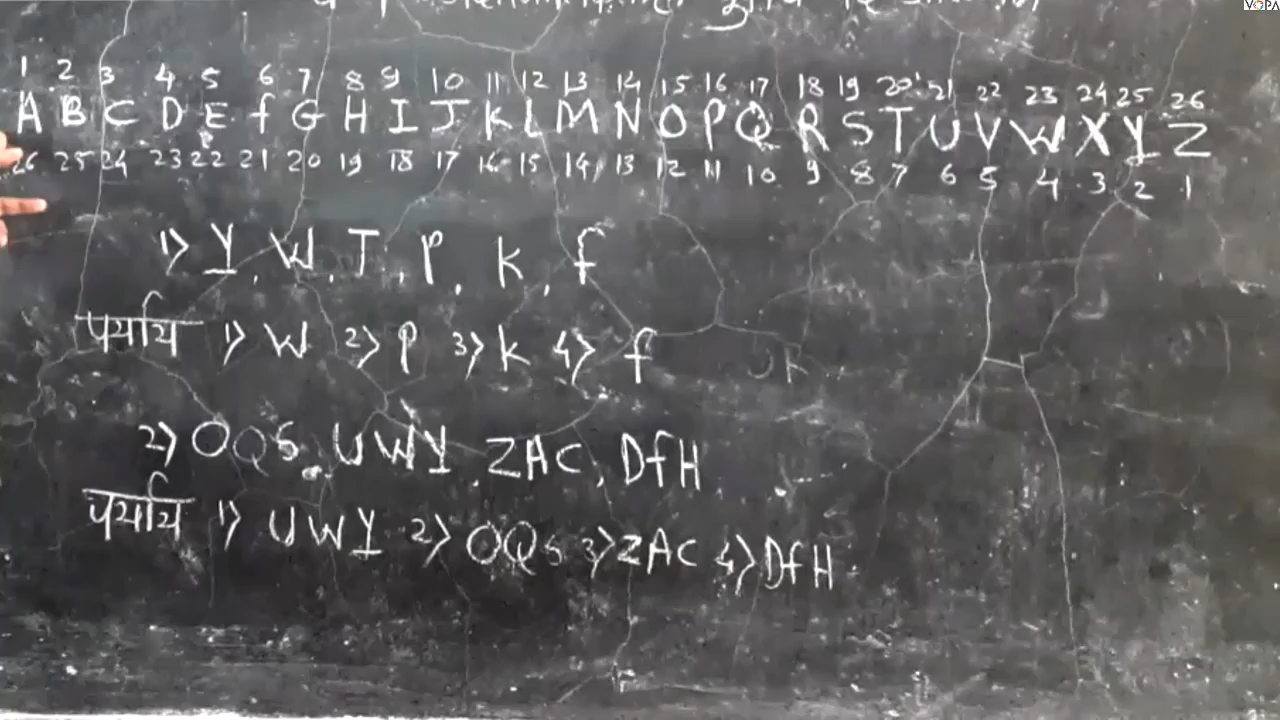 VOPA
1 2 3 4 5 6 7 8 9 10 11 12 13 14 15 16 17 18 19 20 21 22 23 24 25 26
A B C D E f G H I J K L M N O P Q R S T U V W X Y Z
26 25 24 23 22 21 20 19 18 17 16 15 14 13 12 11 10 9 8 7 6 5 4 3 2 1
1) Y, W, T, P, K, f
पर्याय 1) W 2) P 3) K 4) f
2) OQS, UWY, ZAC, DfH
पर्याय 1) UWY 2) OQS 3) ZAC 4) DfH